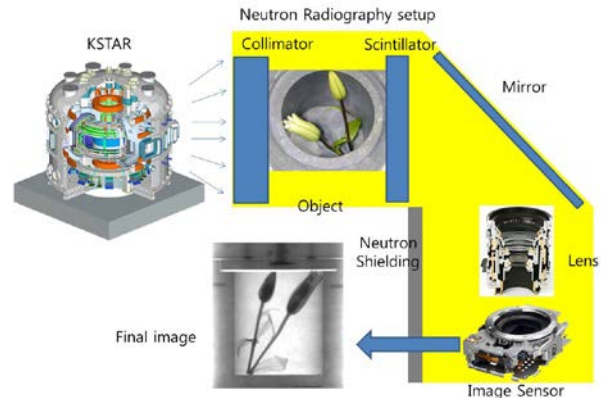 Neutron Radiography setup
KSTAR
Collimator
Scintillator
Mirror
Object
Neutron
Shielding
Lens
Final image
Image Sensor